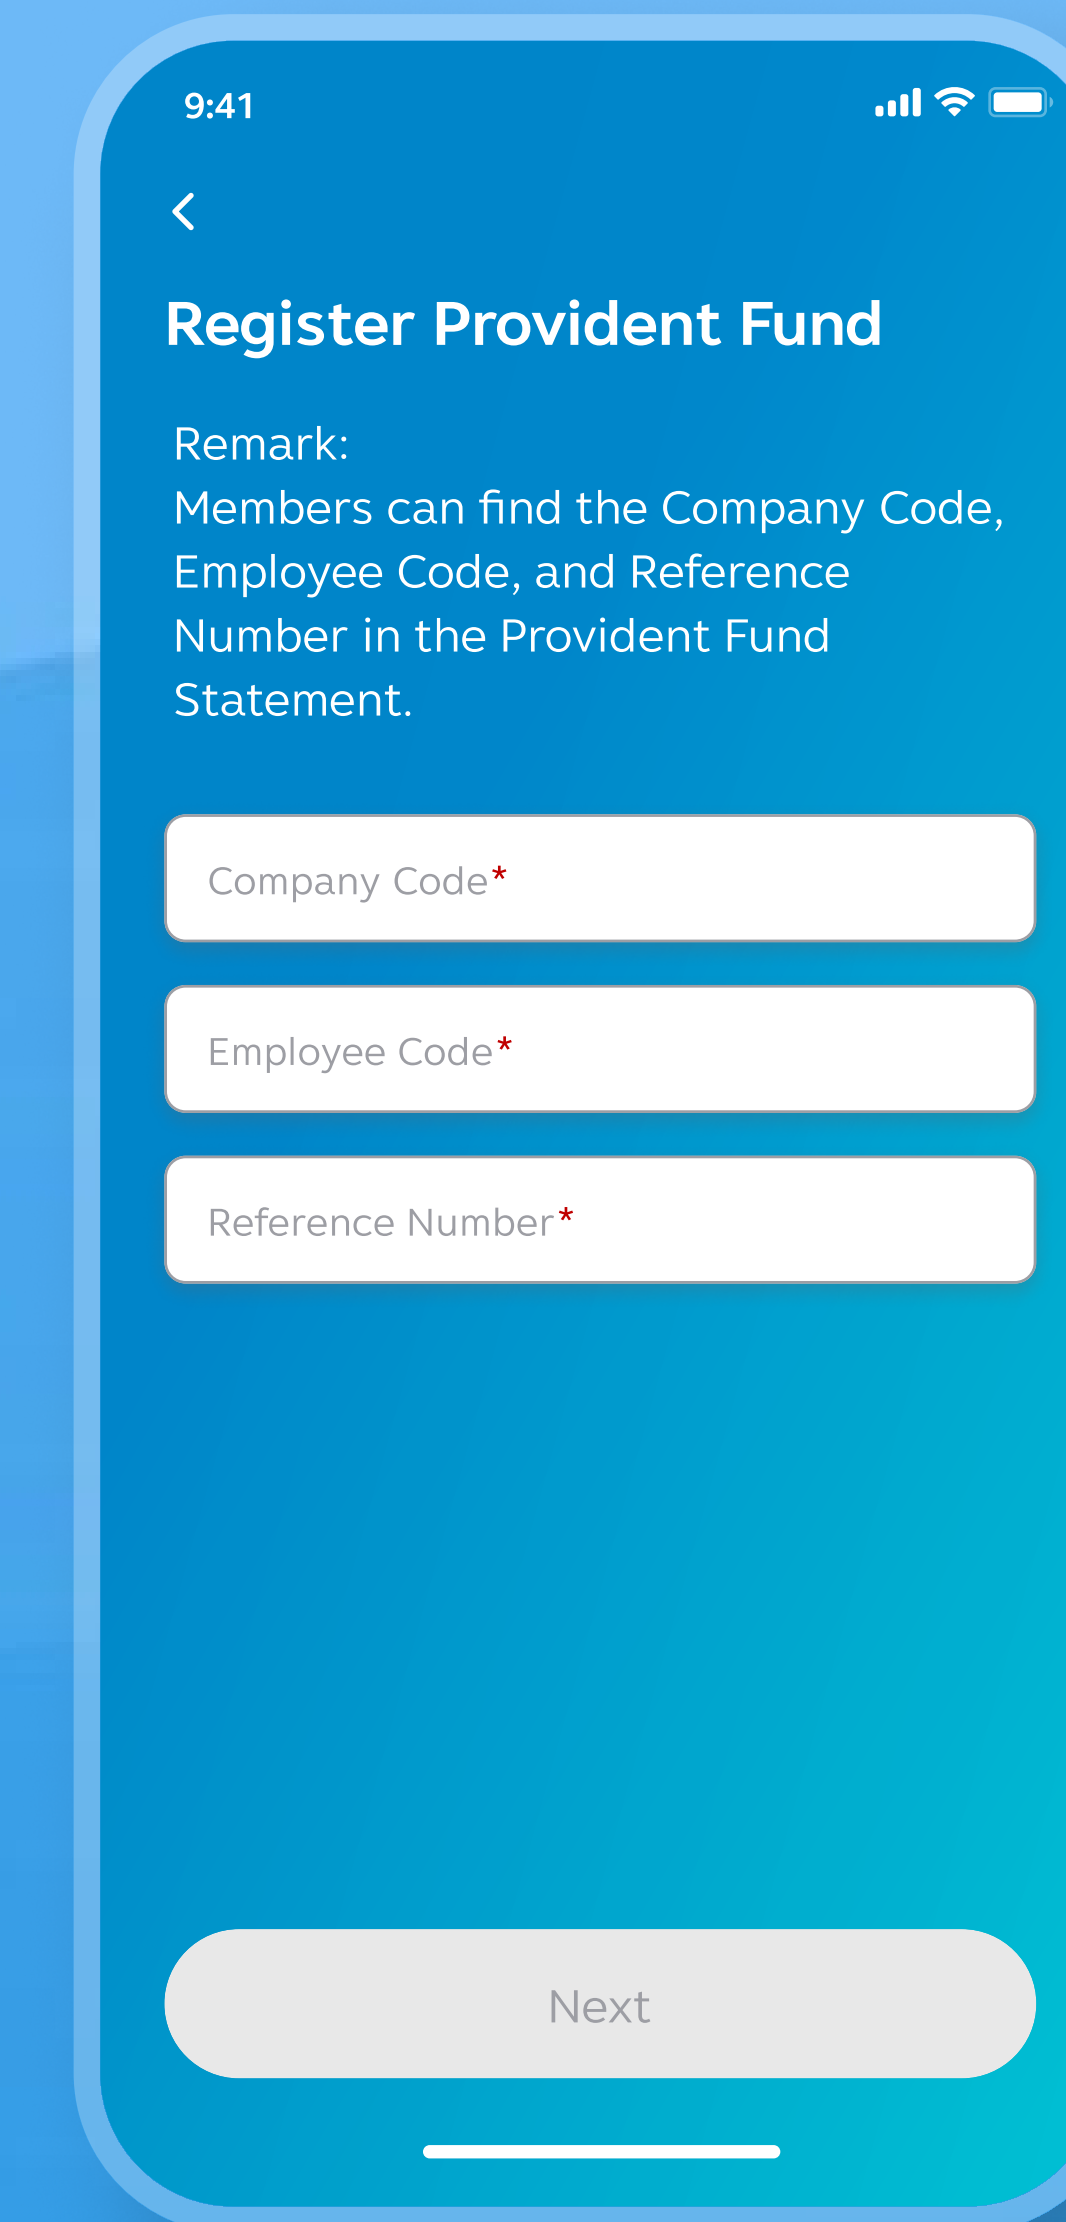 9:41
Register Provident Fund
Remark:
Members can find the Company Code,
Employee Code, and Reference
Number in the Provident Fund
Statement.
Company Code*
Employee Code*
Reference Number*
Next